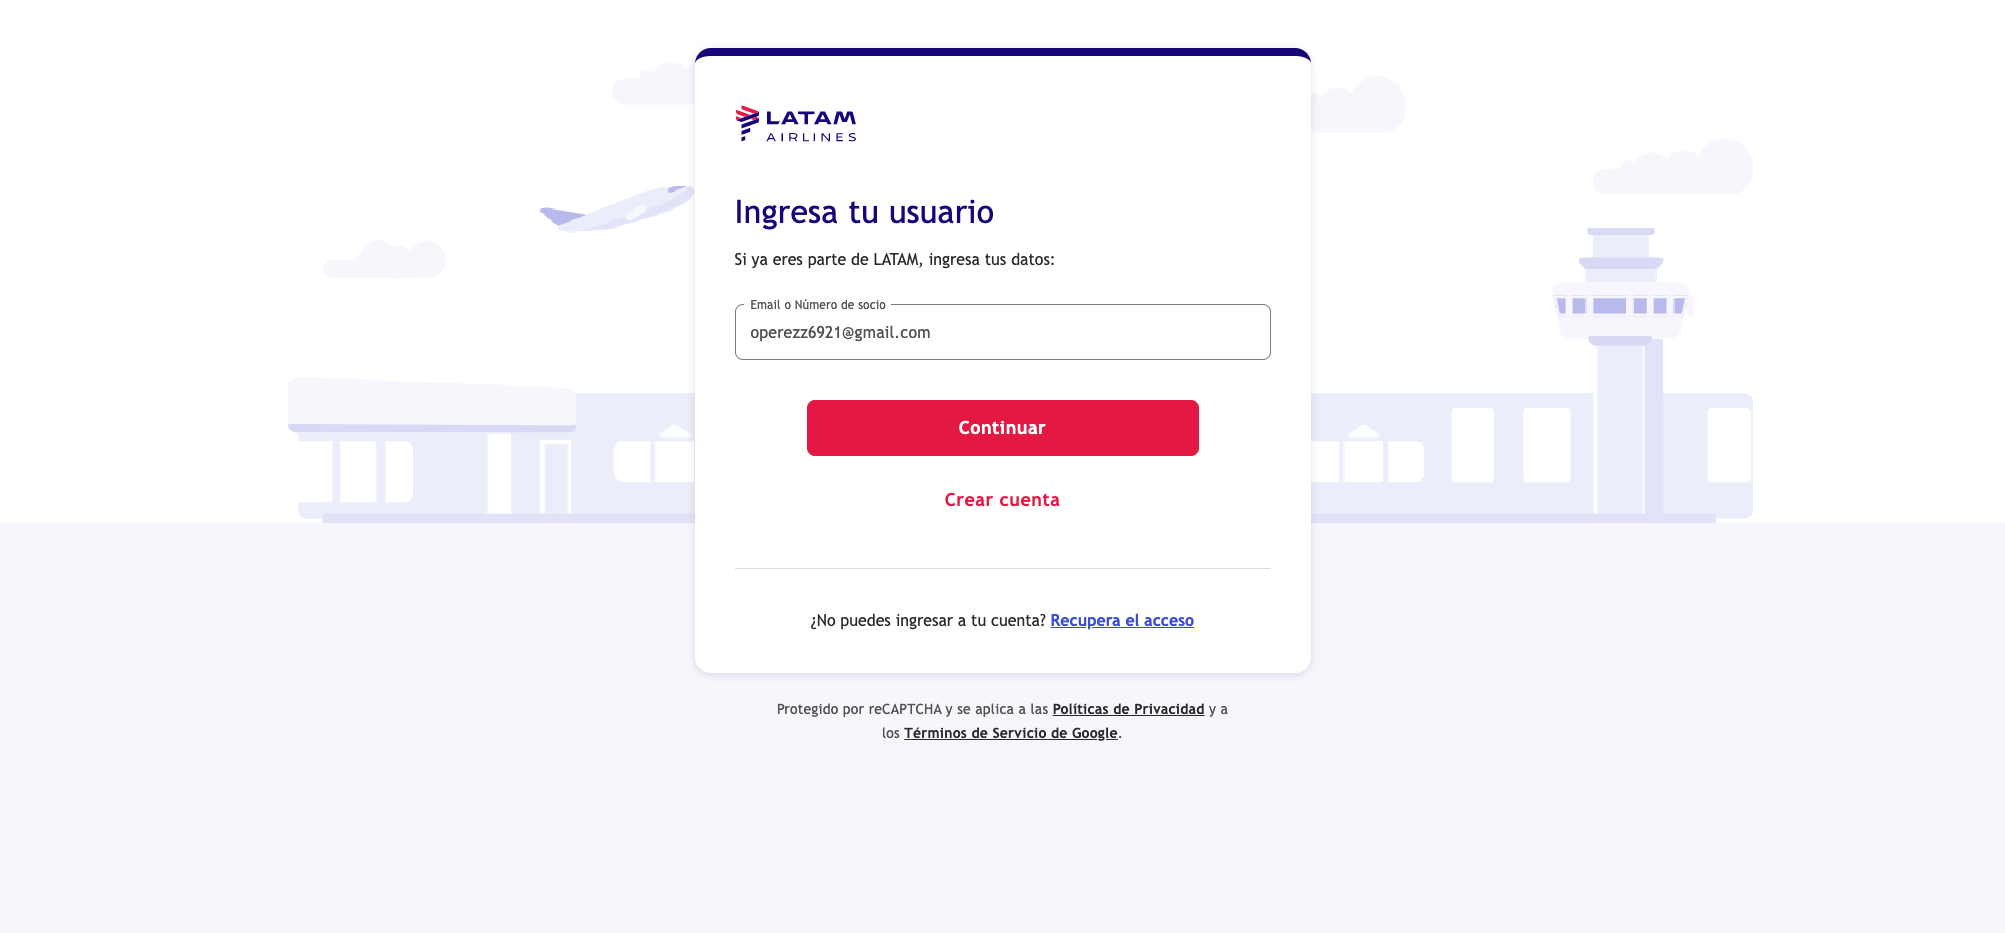 LATAM
AIRLINES
Ingresa tu usuario
Si ya eres parte de LATAM, ingresa tus datos:
Email o Número de socio
operezz6921@gmail.com
Continuar
Crear cuenta
¿No puedes ingresar a tu cuenta? Recupera el acceso
Protegido por reCAPTCHA y se aplica a las Políticas de Privacidad y a
los Términos de Servicio de Google.